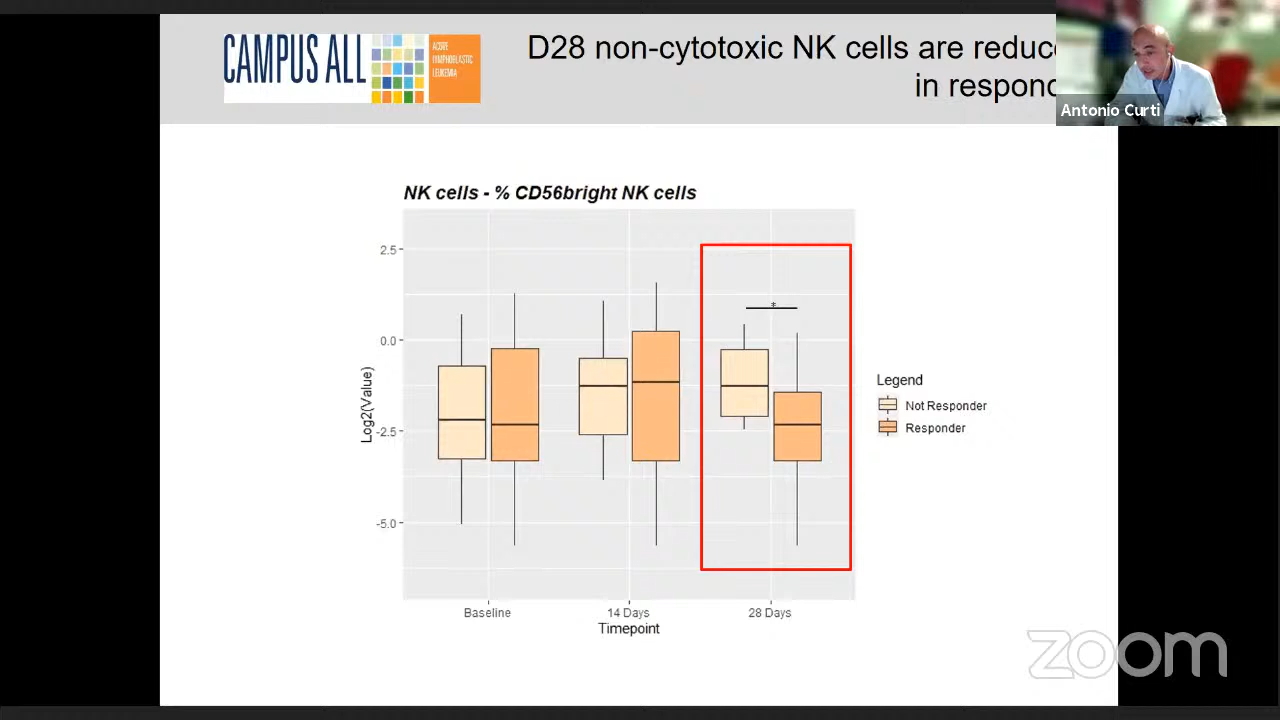 CAMPUS ALL
ACUTE
LYMPHOBLASTIC
LEUKEMIA
D28 non-cytotoxic NK cells are
in
Antonio Curti
NK cells - % CD56bright NK cells
2.5
0.0
-2.5
-5.0
Log2(Value)
*
Baseline
14 Days
28 Days
Timepoint
Legend
Not Responder
Responder
zoom